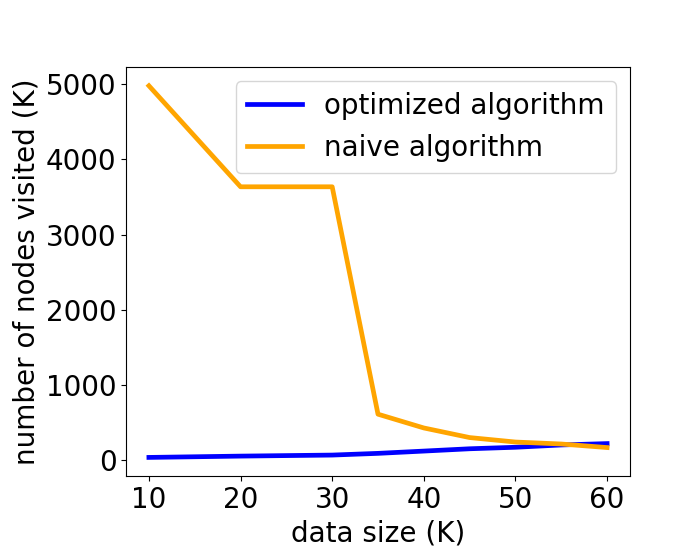 optimized algorithm
naive algorithm
number of nodes visited (K)
5000
4000
3000
2000
1000
0
10 20 30 40 50 60
data size (K)